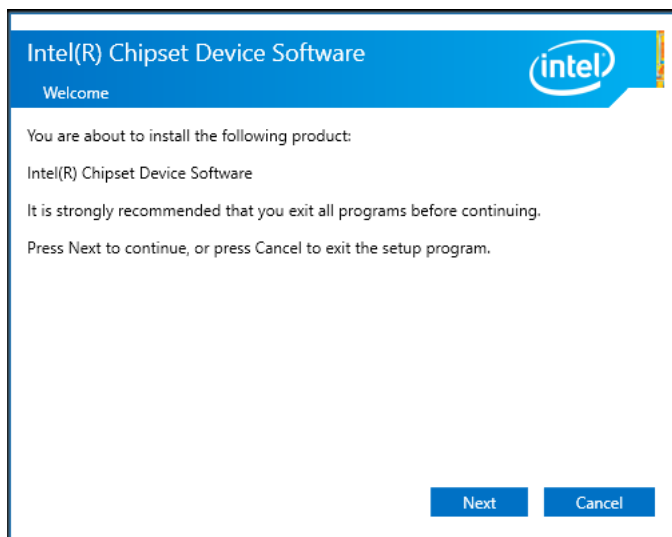 Intel(R) Chipset Device Software
intel
Welcome
You are about to install the following product:
Intel(R) Chipset Device Software
It is strongly recommended that you exit all programs before continuing.
Press Next to continue, or press Cancel to exit the setup program.
Next
Cancel